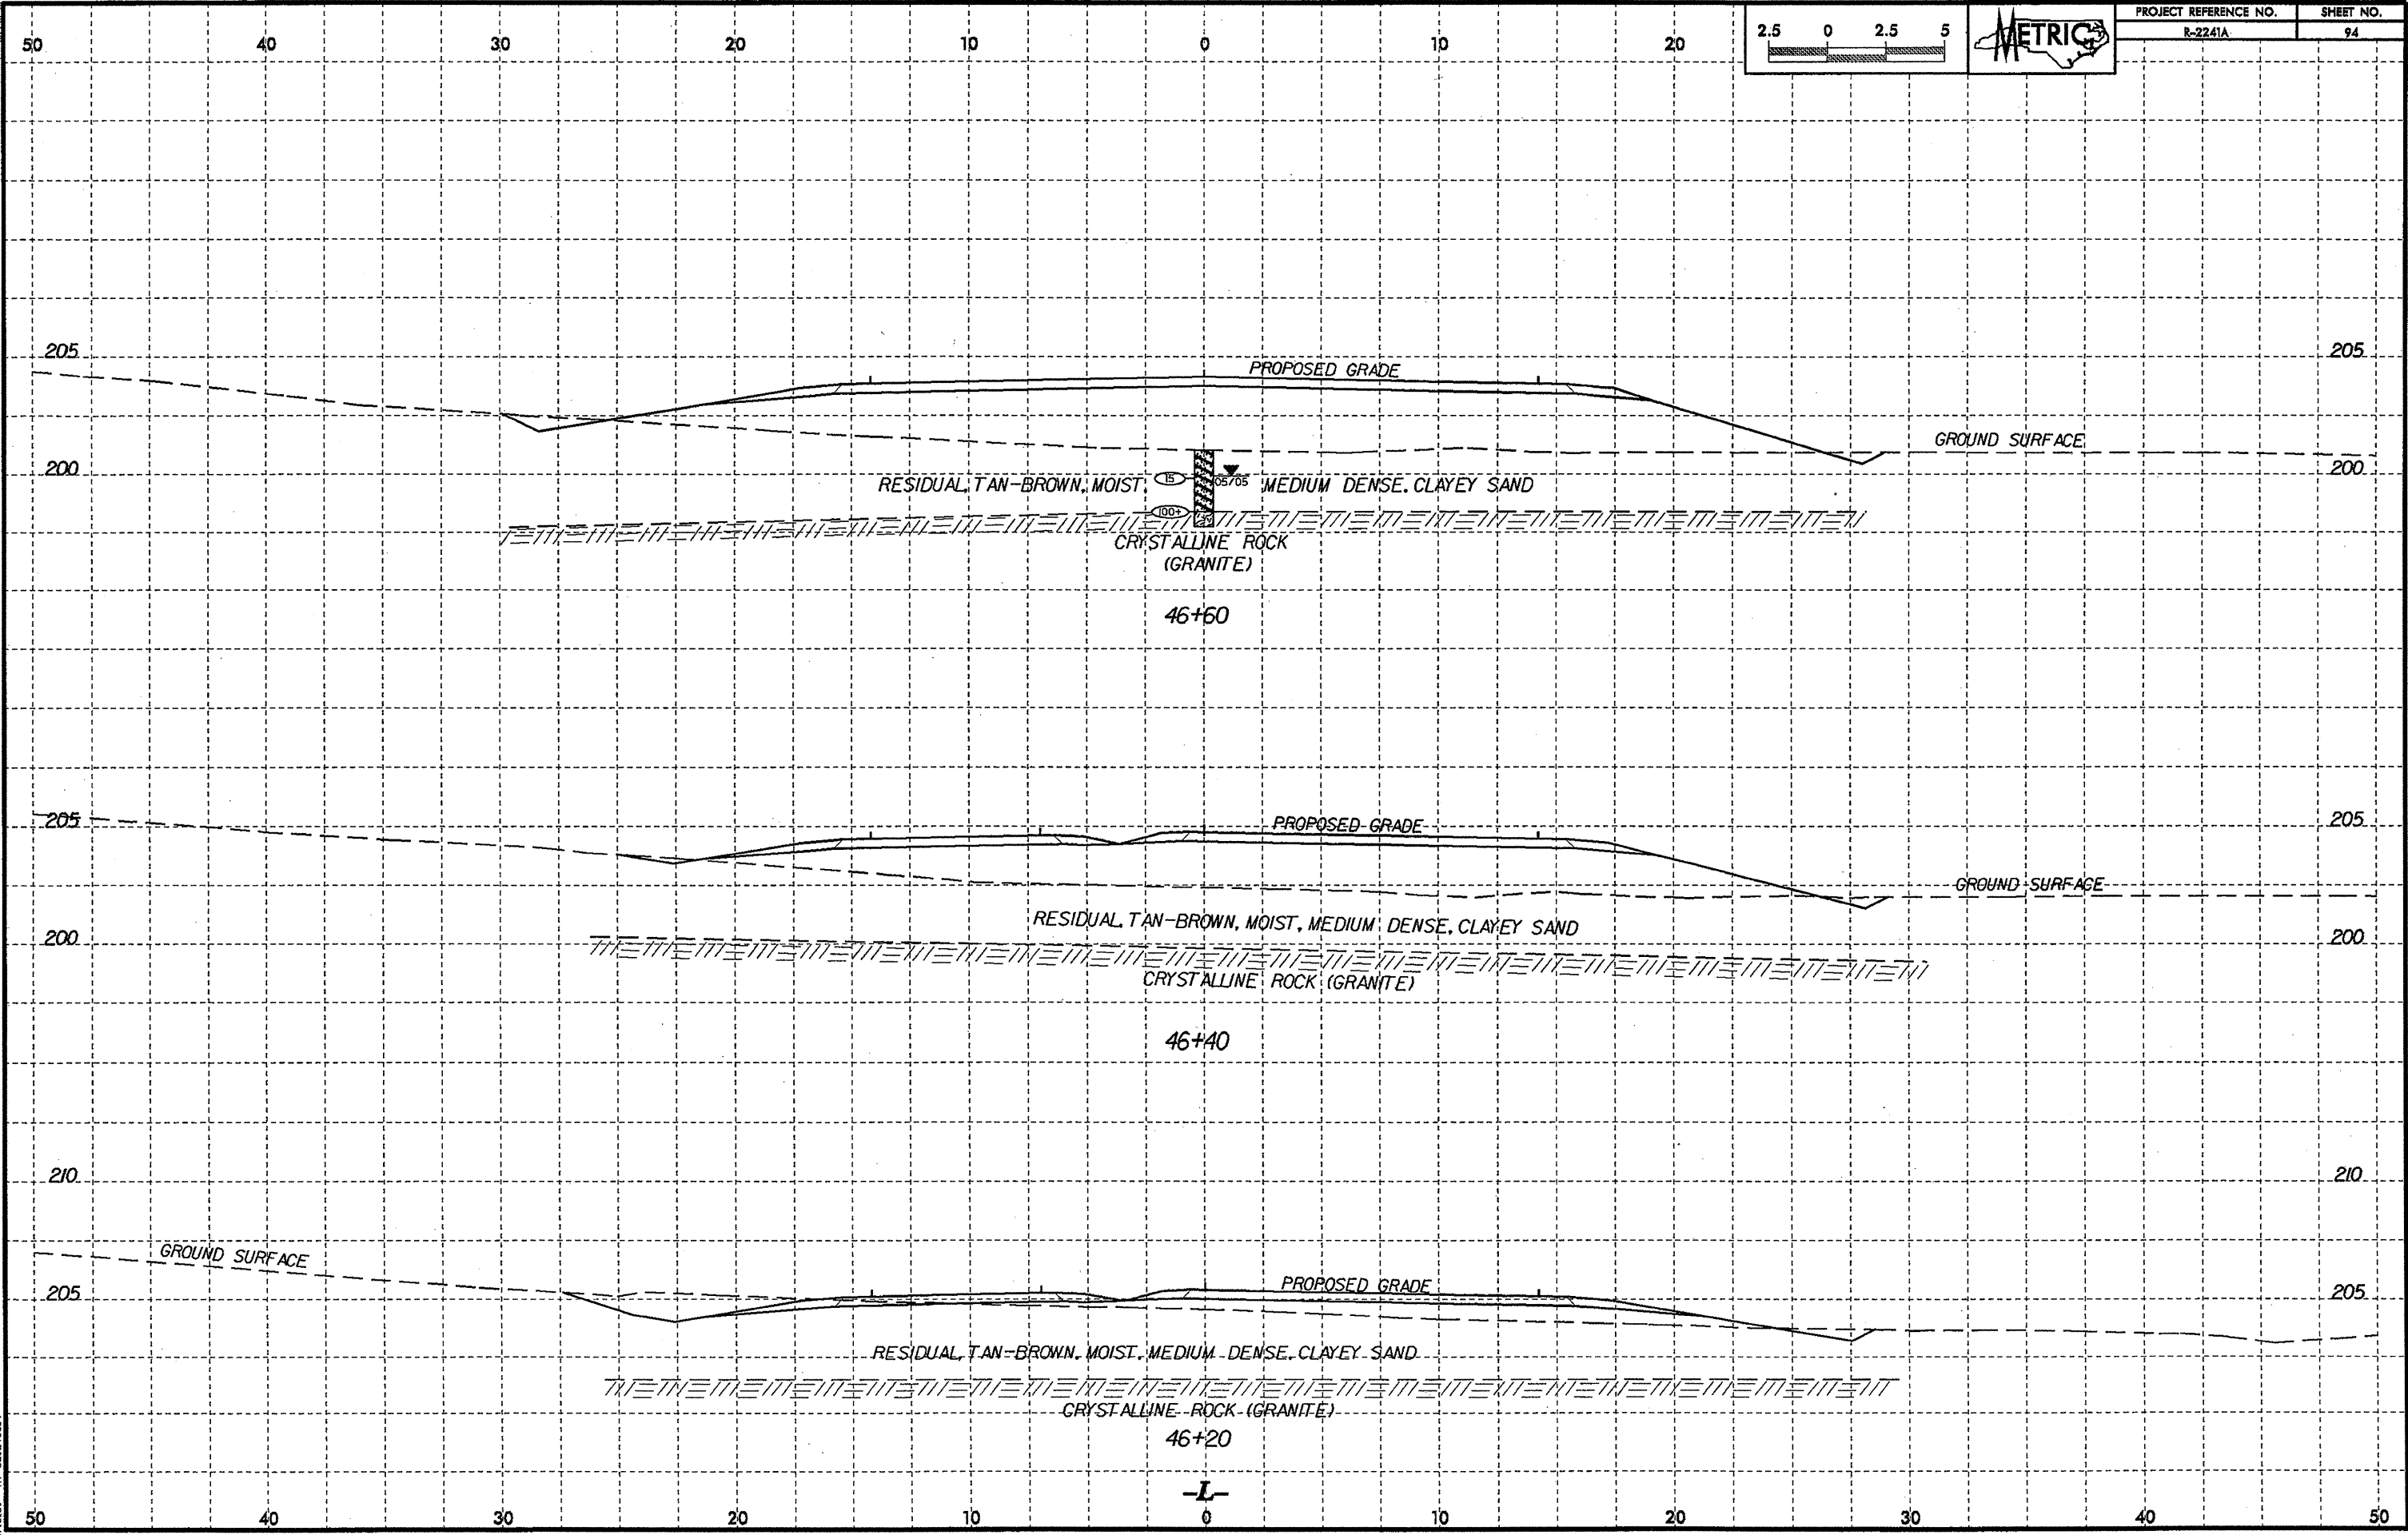 PROJECT REFERENCE NO. SHEET NO.
R-2241A 94
METRIC
2.5 0 2.5 5
50 40 30 20 10 0 10 20
205 205
PROPOSED GRADE
GROUND SURFACE
200 200
RESIDUAL, TAN-BROWN, MOIST, 15 05/05 MEDIUM DENSE, CLAYEY SAND
100+
CRYSTALLINE ROCK
(GRANITE)
46+60
205 205
PROPOSED GRADE
GROUND SURFACE
RESIDUAL, TAN-BROWN, MOIST, MEDIUM DENSE, CLAYEY SAND
200 200
CRYSTALLINE ROCK (GRANITE)
46+40
210 210
GROUND SURFACE
205 PROPOSED GRADE 205
RESIDUAL, TAN-BROWN, MOIST, MEDIUM DENSE, CLAYEY SAND
CRYSTALLINE ROCK (GRANITE)
46+20
-L-
50 40 30 20 10 0 10 20 30 40 50